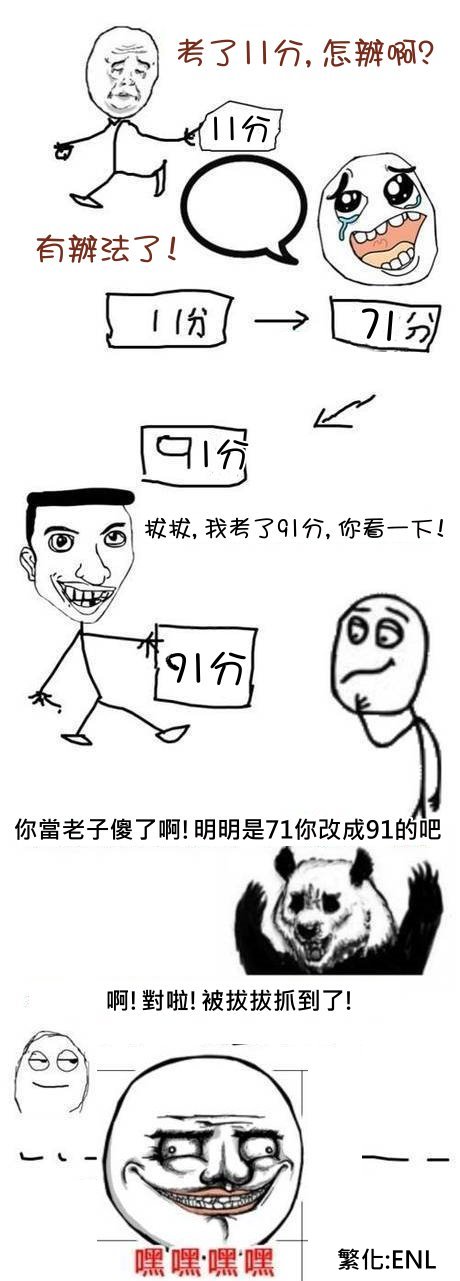 考了11分,怎辦啊?
11分
有辦法了!
11分
71分
91分
拔拔,我考了91分,你看一下!
91分
你當老子傻了啊!明明是71你改成91的吧
啊!對啦!被拔拔抓到了!
嘿嘿·嘿嘿
繁化:ENL